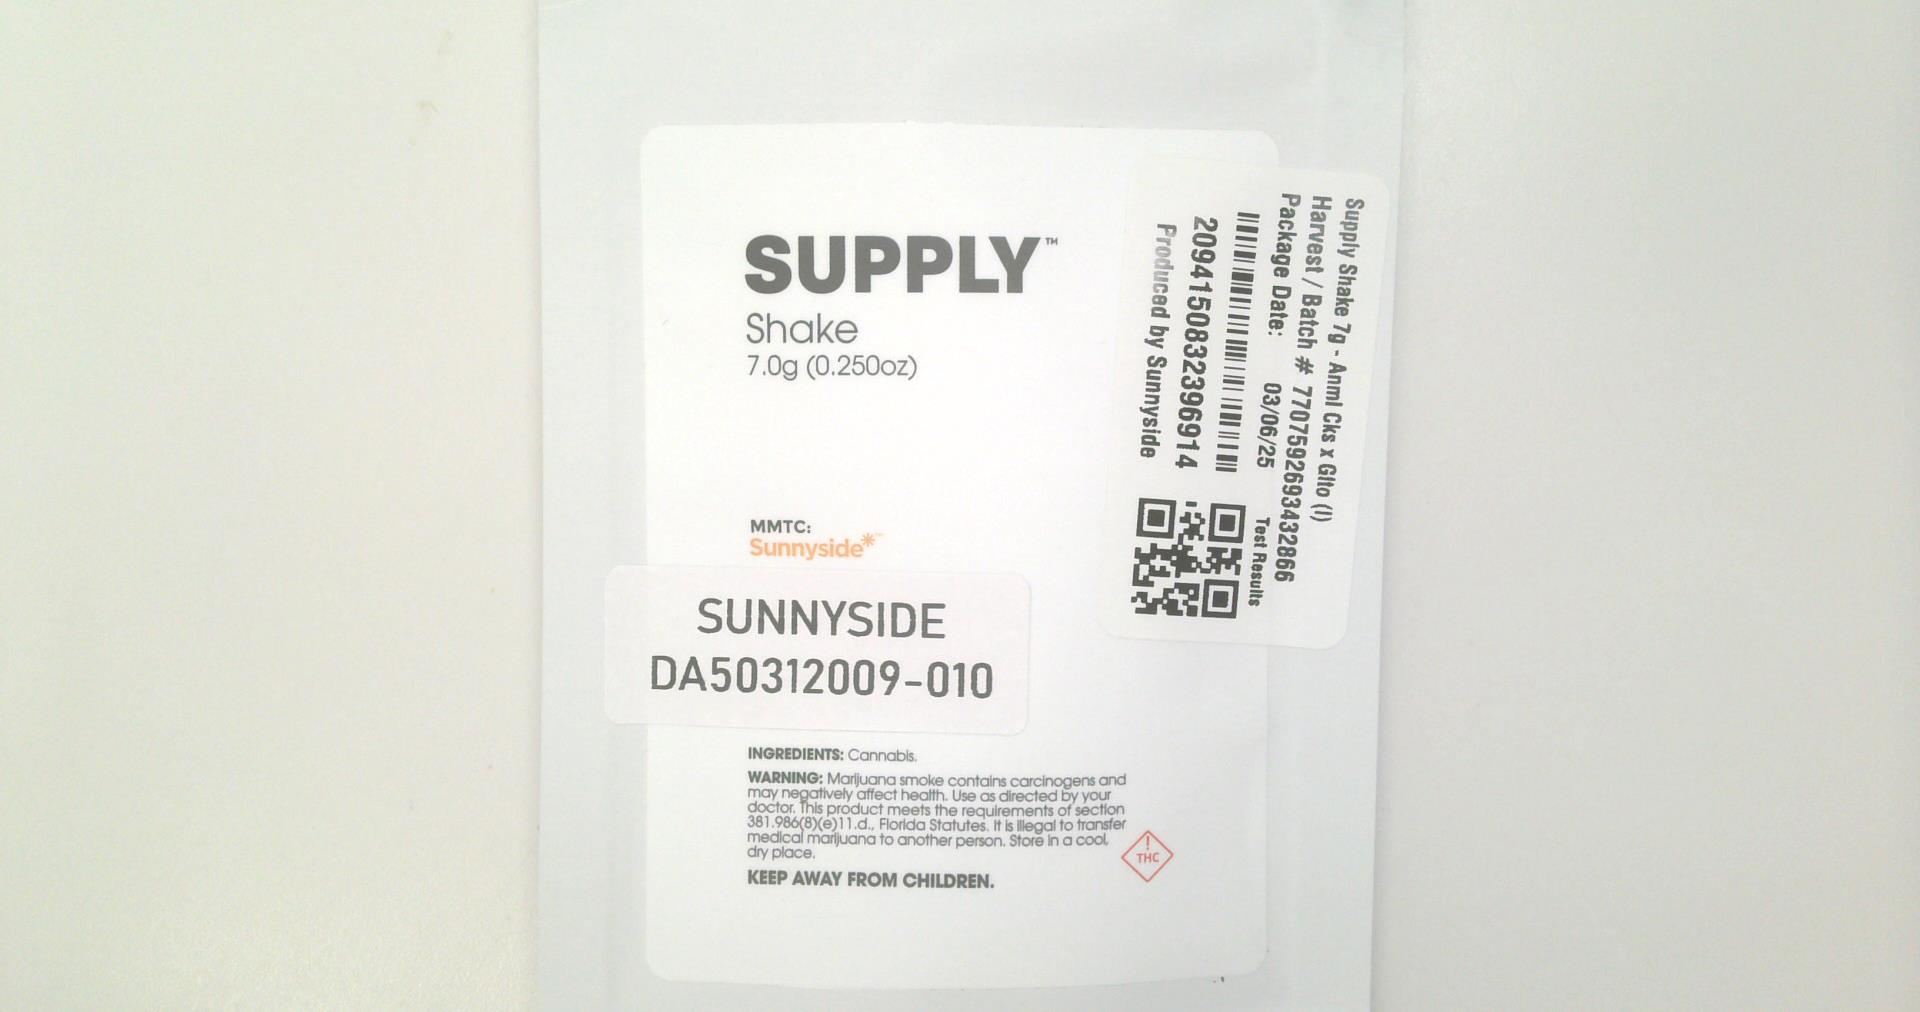 SUPPLY™
Shake
7.0g (0.250oz)
MMTC:
Sunnyside*™
SUNNYSIDE
DA50312009-010
INGREDIENTS: Cannabis.
WARNING: Marijuana smoke contains carcinogens and
may negatively affect health. Use as directed by your
doctor. This product meets the requirements of section
381.986(8)(e)11.d., Florida Statutes. It is illegal to transfer
medical marijuana to another person. Store in a cool,
dry place.
KEEP AWAY FROM CHILDREN.
! THC
Supply Shake 7g - Anml Cks x Glto (I)
Harvest / Batch # 7707592693432866
Package Date: 03/06/25
Test Results
2094150832396914
Produced by Sunnyside